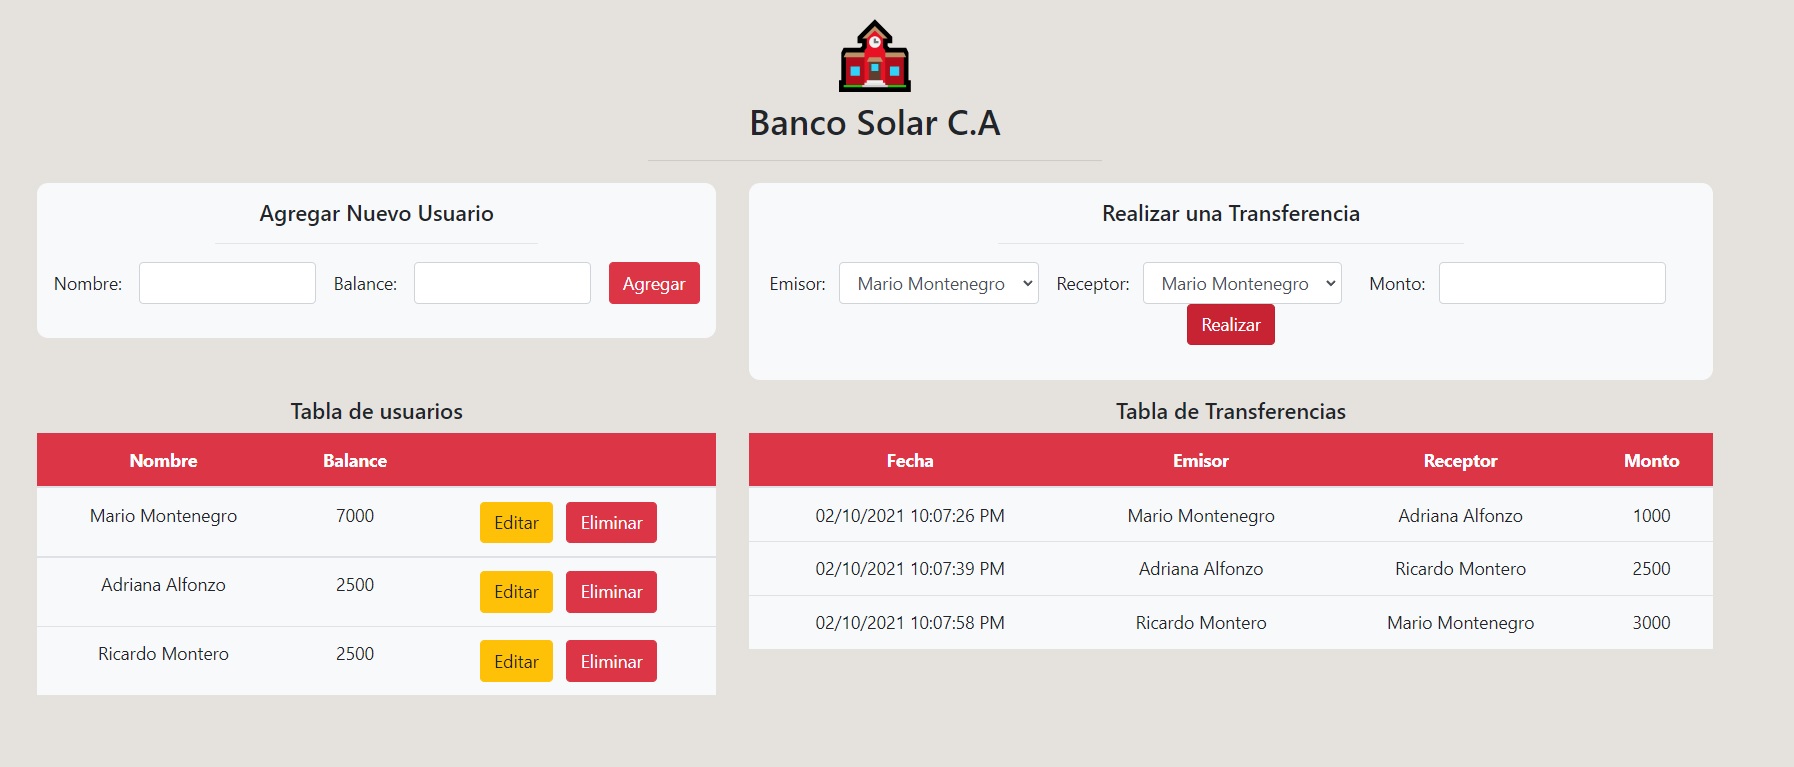 Banco Solar C.A
Agregar Nuevo Usuario
Nombre: Balance: Agregar
Realizar una Transferencia
Emisor: Mario Montenegro Receptor: Mario Montenegro Monto:
Realizar
Tabla de usuarios
Nombre Balance
Mario Montenegro 7000 Editar Eliminar
Adriana Alfonzo 2500 Editar Eliminar
Ricardo Montero 2500 Editar Eliminar
Tabla de Transferencias
Fecha Emisor Receptor Monto
02/10/2021 10:07:26 PM Mario Montenegro Adriana Alfonzo 1000
02/10/2021 10:07:39 PM Adriana Alfonzo Ricardo Montero 2500
02/10/2021 10:07:58 PM Ricardo Montero Mario Montenegro 3000